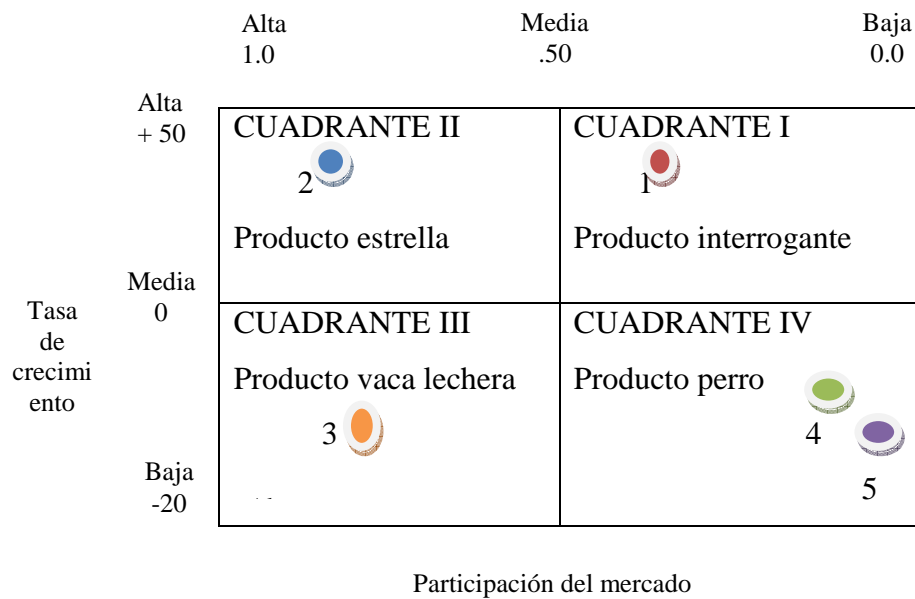 Alta
Media
Baja
1.0
.50
0.0
Alta
+ 50
CUADRANTE II
CUADRANTE I
2
1
Producto estrella
Producto interrogante
Media
0
Tasa
de
crecimi
ento
CUADRANTE III
CUADRANTE IV
Producto vaca lechera
Producto perro
3
4
5
Baja
-20
Participación del mercado